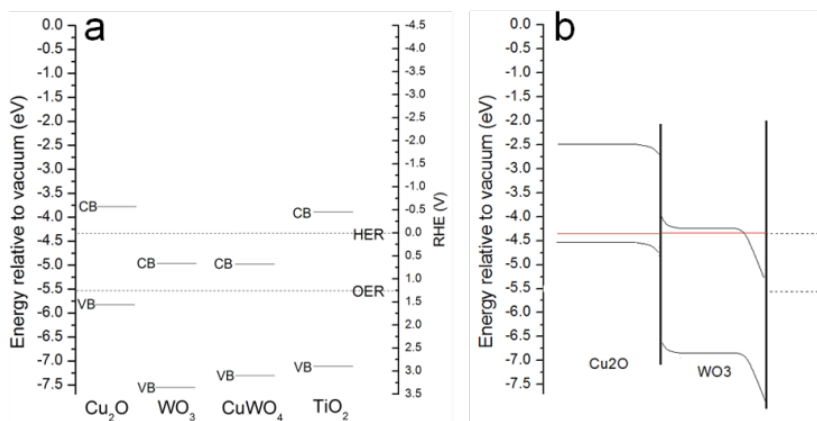 a
Energy relative to vacuum (eV)
0.0
-0.5
-1.0
-1.5
-2.0
-2.5
-3.0
-3.5
-4.0
-4.5
-5.0
-5.5
-6.0
-6.5
-7.0
-7.5
CB
VB
CB
VB
CB
VB
CB
VB
HER
OER
Cu₂O WO₃ CuWO₄ TiO₂
-4.5
-4.0
-3.5
-3.0
-2.5
-2.0
-1.5
-1.0
-0.5
0.0
0.5
1.0
1.5
2.0
2.5
3.0
3.5
RHE (V)
b
Energy relative to vacuum (eV)
0.0
-0.5
-1.0
-1.5
-2.0
-2.5
-3.0
-3.5
-4.0
-4.5
-5.0
-5.5
-6.0
-6.5
-7.0
-7.5
Cu2O
WO3